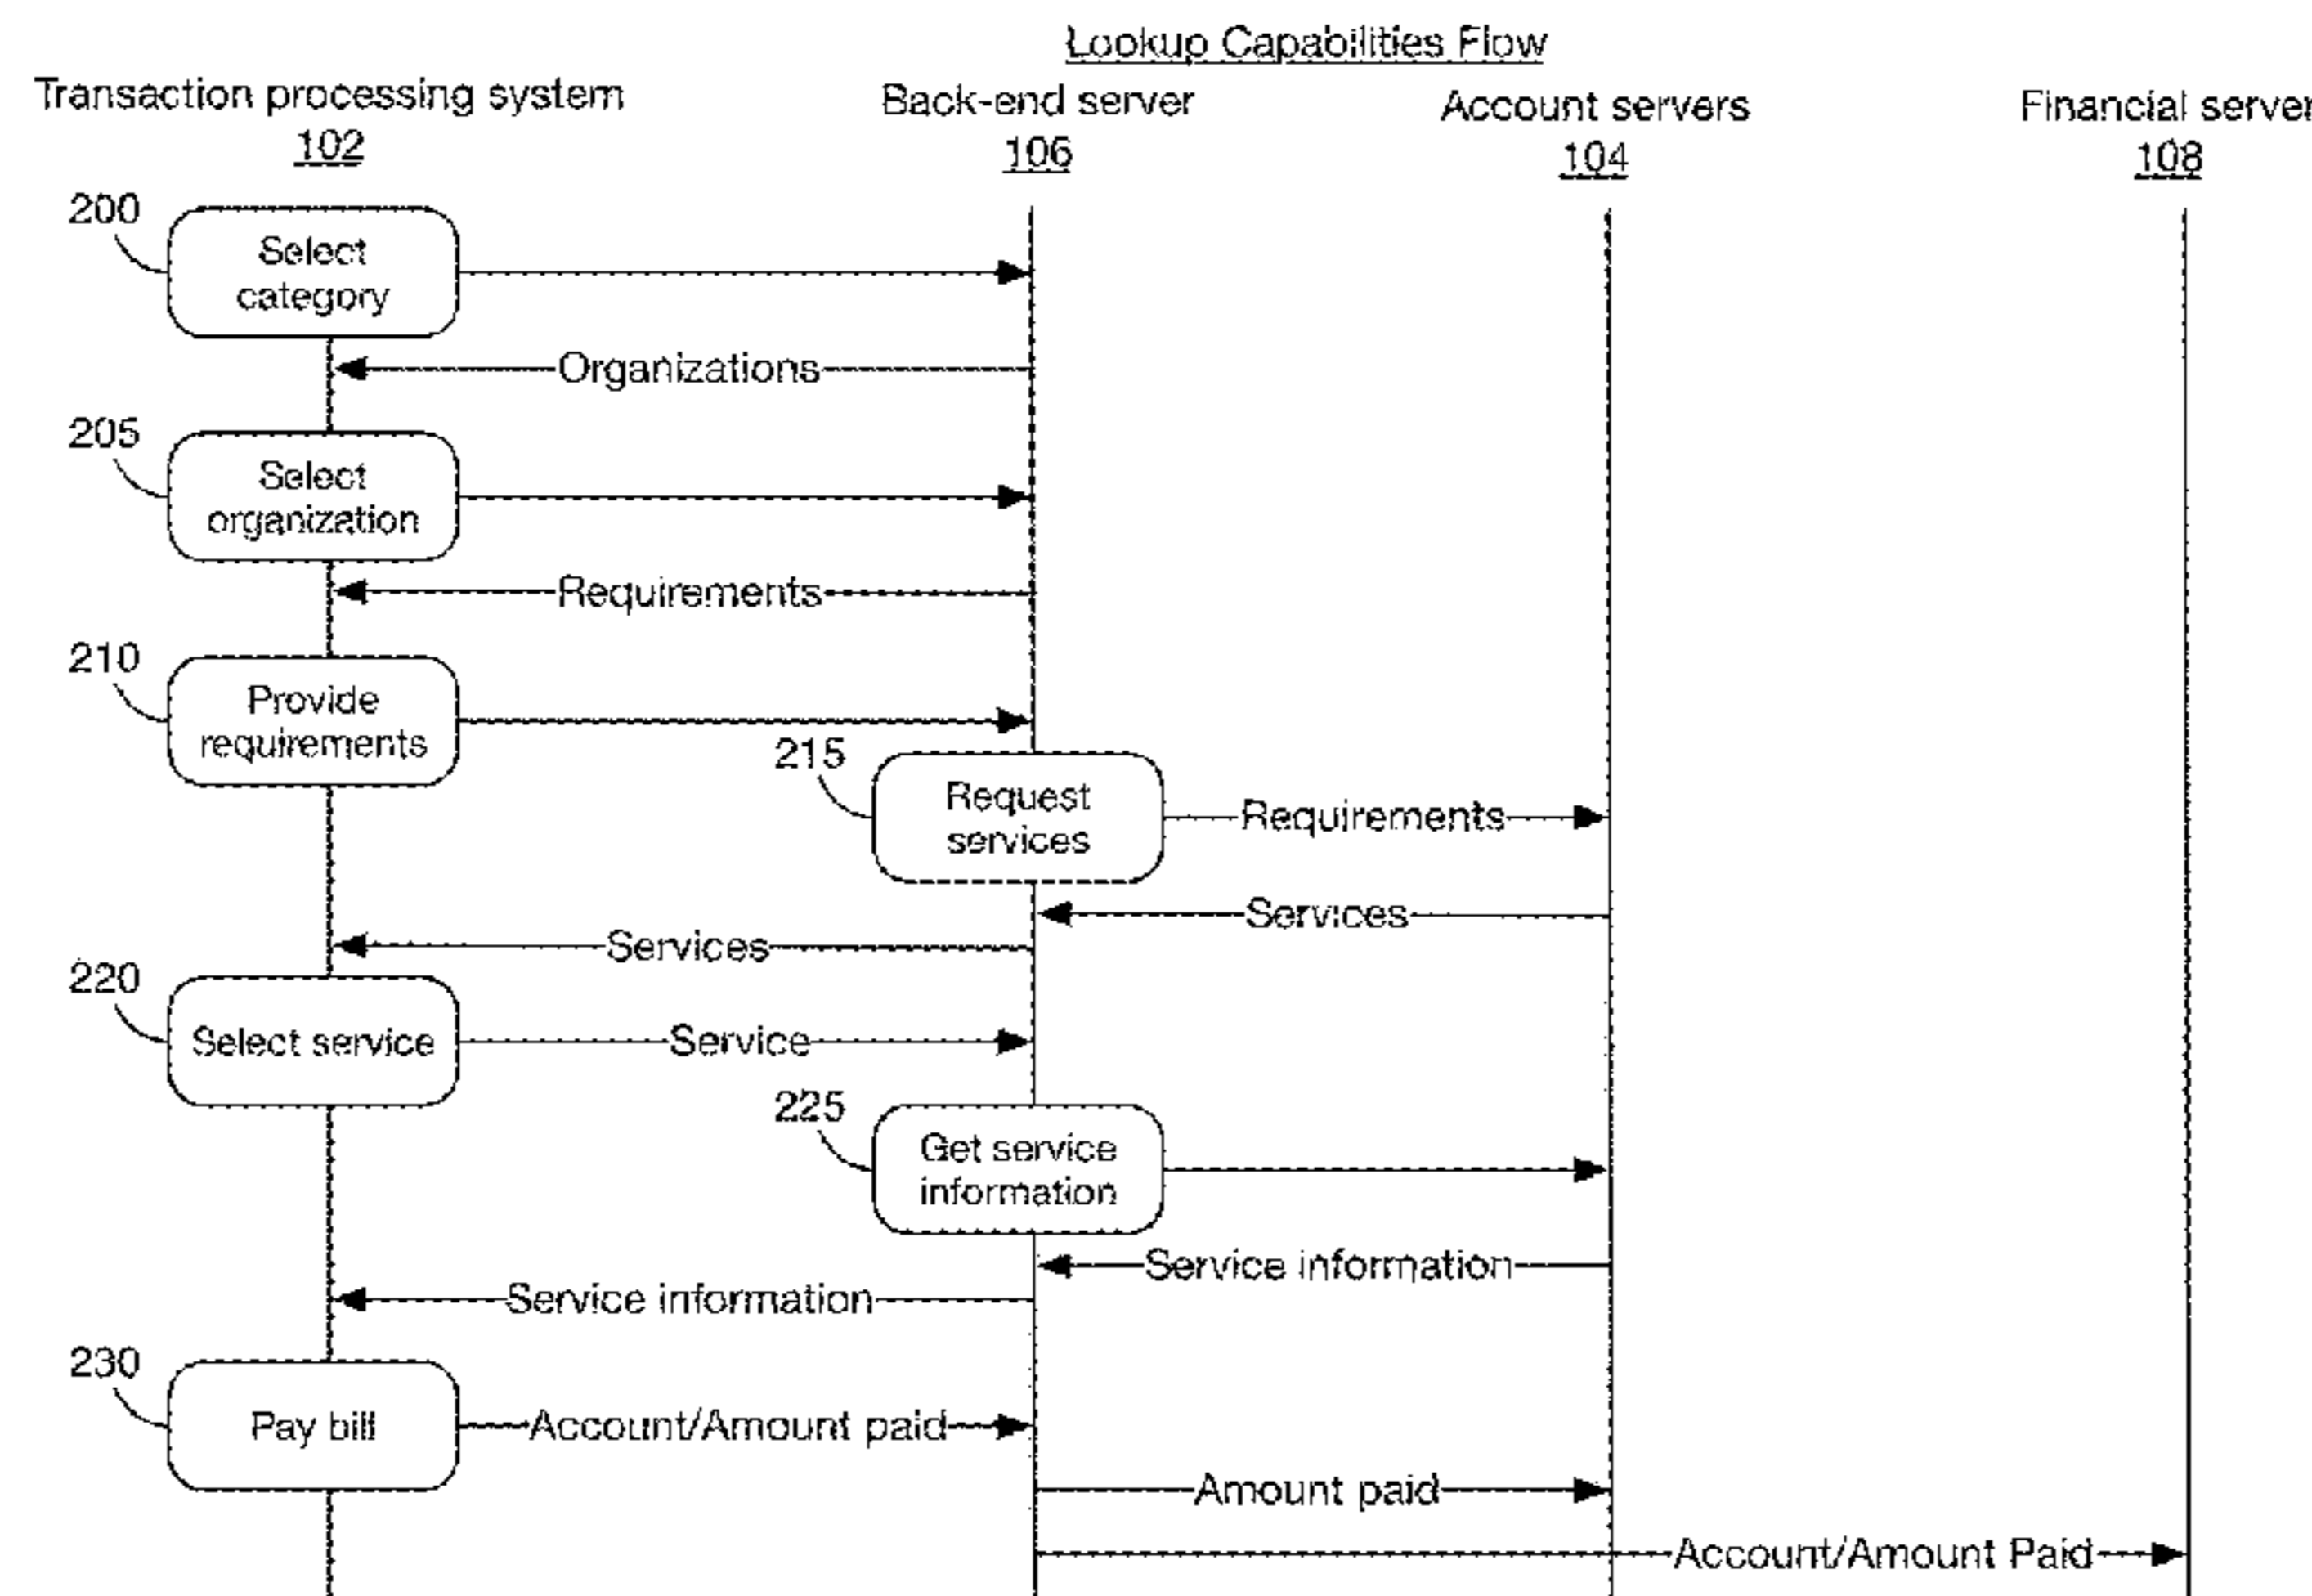 Lookup Capabilities Flow
Transaction processing system
102
Back-end server
106
Account servers
104
Financial server
108
200
Select
category
Organizations
205
Select
organization
Requirements
210
Provide
requirements
215
Request
services
Requirements
Services
Services
220
Select service
Service
225
Get service
information
Service information
Service information
230
Pay bill
Account/Amount paid
Amount paid
Account/Amount Paid